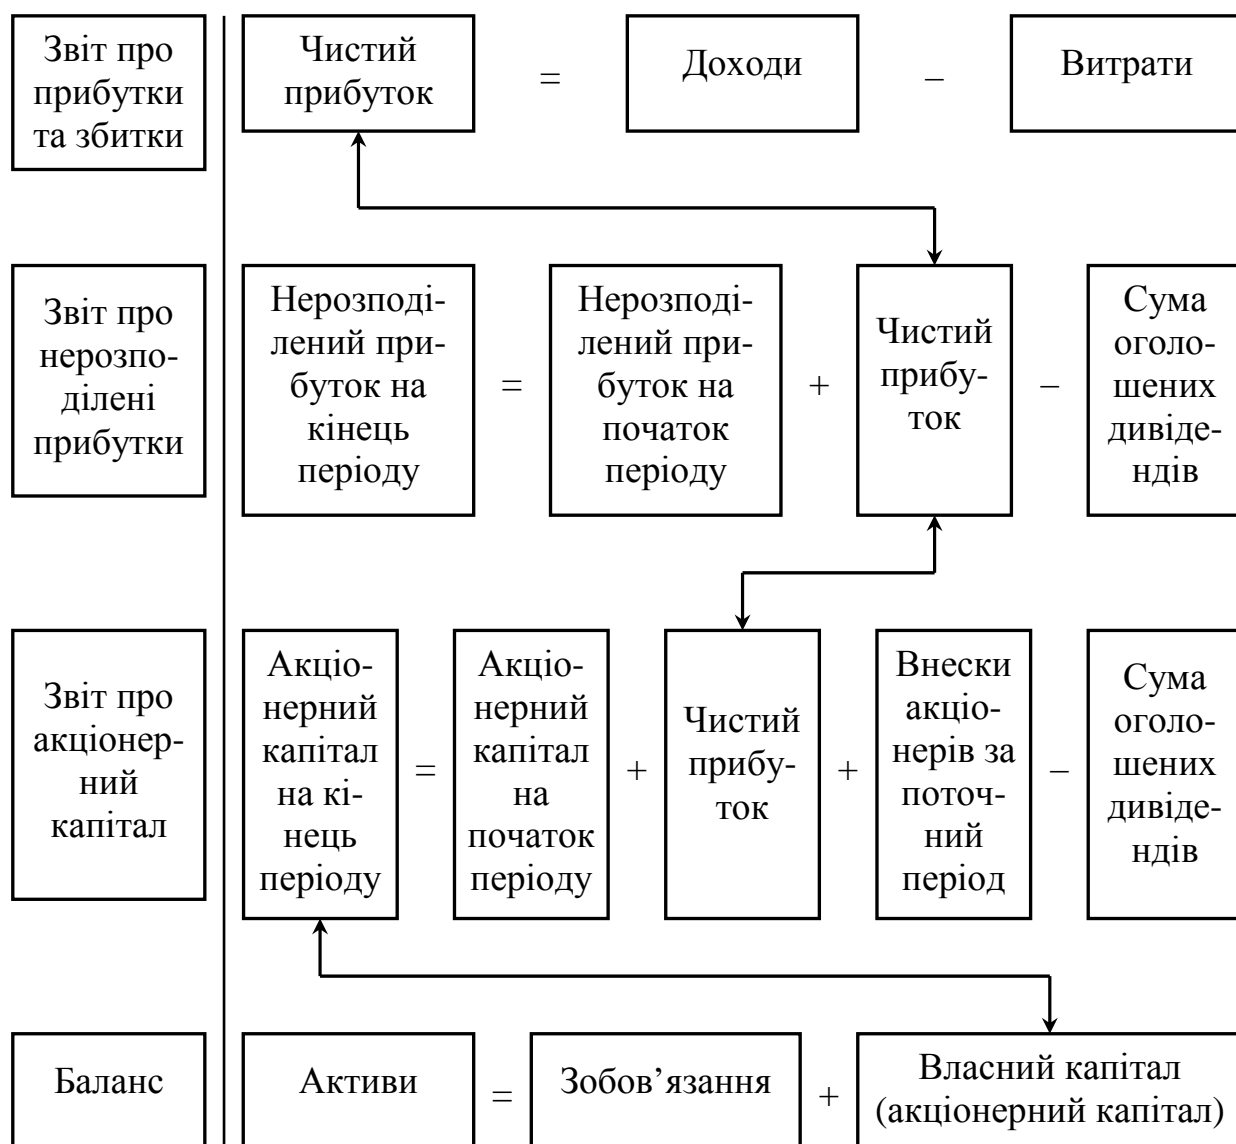 Звіт про
прибутки
та збитки
Чистий
прибуток
=
Доходи
–
Витрати
Звіт про
нерозпо-
ділені
прибутки
Нерозподі-
лений при-
буток на
кінець
періоду
=
Нерозподі-
лений при-
буток на
початок
періоду
+
Чистий
прибу-
ток
–
Сума
оголо-
шених
дивіде-
ндів
Звіт про
акціонер-
ний
капітал
Акціо-
нерний
капітал
на кі-
нець
періоду
=
Акціо-
нерний
капітал
на
початок
періоду
+
Чистий
прибу-
ток
+
Внески
акціо-
нерів за
поточ-
ний
період
–
Сума
оголо-
шених
дивіде-
ндів
Баланс
Активи
=
Зобов’язання
+
Власний капітал
(акціонерний капітал)